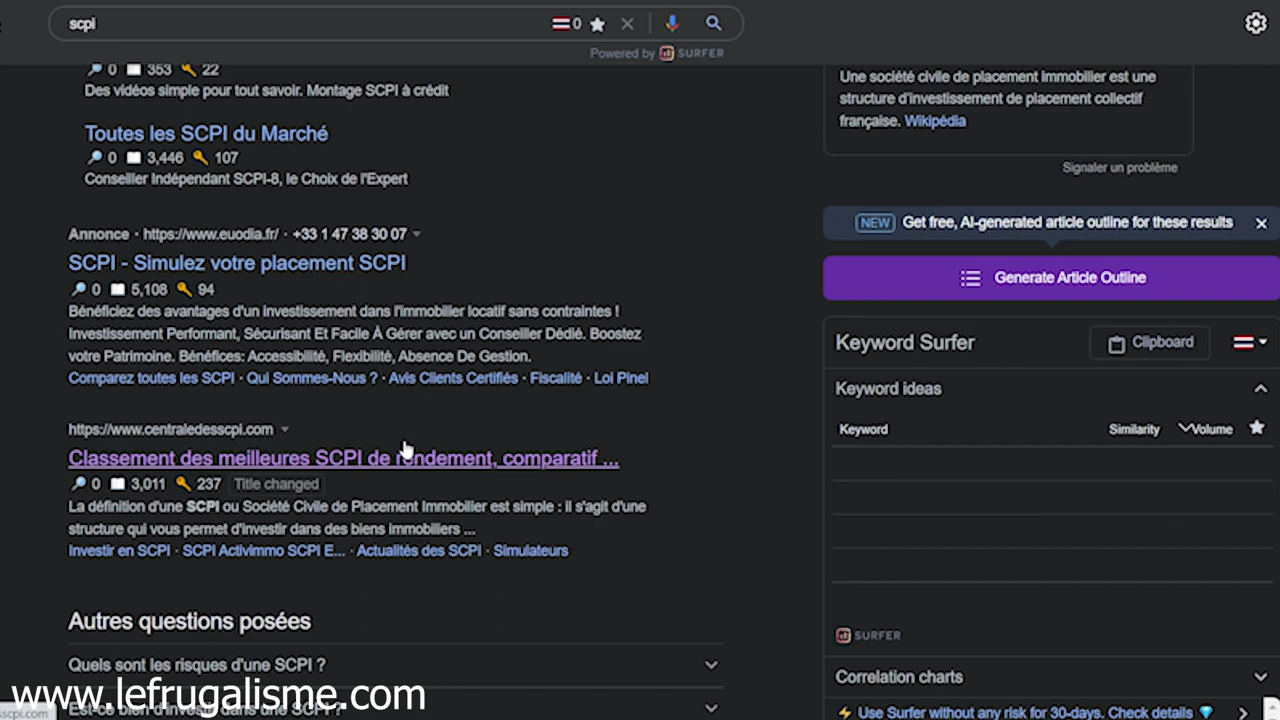 scpi
0
Powered by SURFER
0 353 22
Des vidéos simple pour tout savoir. Montage SCPI à crédit
Toutes les SCPI du Marché
0 3,446 107
Conseiller Indépendant SCPI-8, le Choix de l'Expert
Annonce · https://www.euodia.fr/ · +33 1 47 38 30 07
SCPI - Simulez votre placement SCPI
0 5,108 94
Bénéficiez des avantages d'un investissement dans l'immobilier locatif sans contraintes !
Investissement Performant, Sécurisant Et Facile À Gérer avec un Conseiller Dédié. Boostez
votre Patrimoine. Bénéfices: Accessibilité, Flexibilité, Absence De Gestion.
Comparez toutes les SCPI · Qui Sommes-Nous ? · Avis Clients Certifiés · Fiscalité · Loi Pinel
https://www.centraledesscpi.com
Classement des meilleures SCPI de rendement, comparatif ...
0 3,011 237 Title changed
La définition d'une SCPI ou Société Civile de Placement Immobilier est simple : il s'agit d'une
structure qui vous permet d'investir dans des biens immobiliers ...
Investir en SCPI · SCPI Activimmo SCPI E... · Actualités des SCPI · Simulateurs
Autres questions posées
Quels sont les risques d'une SCPI ?
Est-ce bien d'investir dans une SCPI ?
www.lefrugalisme.com
sscpi.com
Une société civile de placement immobilier est une
structure d'investissement de placement collectif
française. Wikipédia
Signaler un problème
NEW Get free, AI-generated article outline for these results
Generate Article Outline
Keyword Surfer
Clipboard
Keyword ideas
Keyword Similarity Volume
SURFER
Correlation charts
Use Surfer without any risk for 30-days. Check details